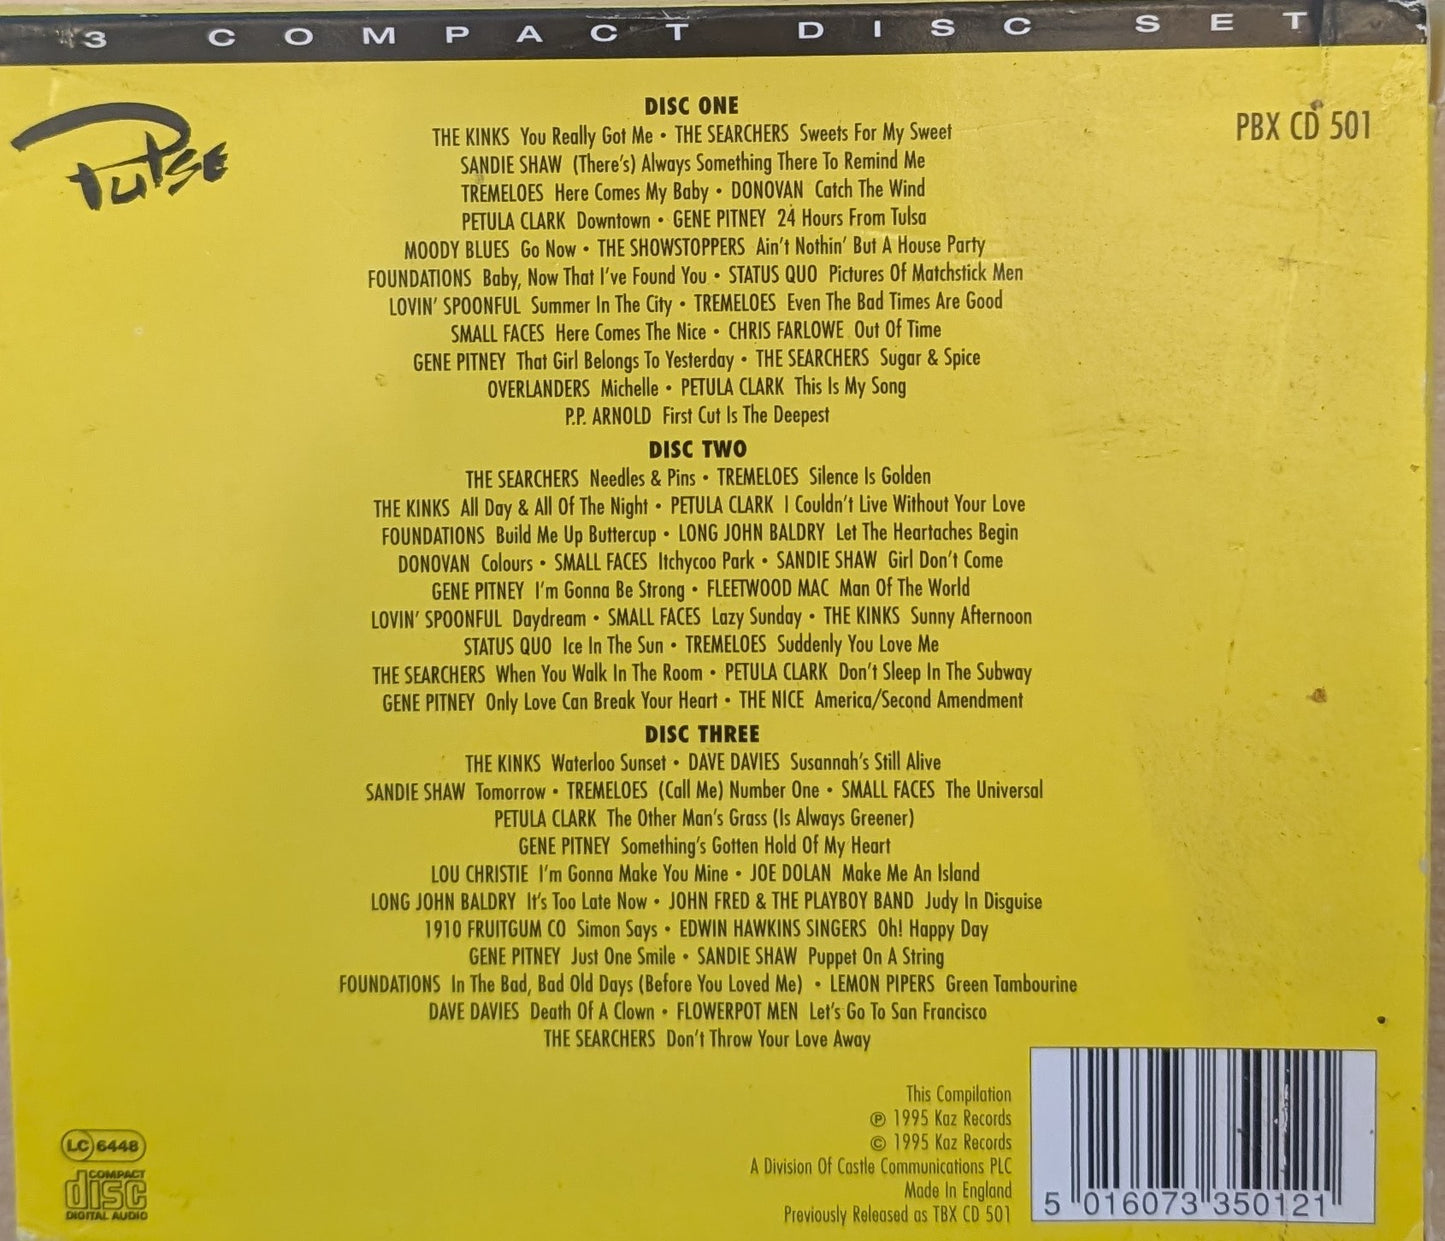 3 COMPACT DISC SET
Pulse
PBX CD 501
DISC ONE
THE KINKS You Really Got Me • THE SEARCHERS Sweets For My Sweet
SANDIE SHAW (There's) Always Something There To Remind Me
TREMELOES Here Comes My Baby • DONOVAN Catch The Wind
PETULA CLARK Downtown • GENE PITNEY 24 Hours From Tulsa
MOODY BLUES Go Now • THE SHOWSTOPPERS Ain't Nothin' But A House Party
FOUNDATIONS Baby, Now That I've Found You • STATUS QUO Pictures Of Matchstick Men
LOVIN' SPOONFUL Summer In The City • TREMELOES Even The Bad Times Are Good
SMALL FACES Here Comes The Nice • CHRIS FARLOWE Out Of Time
GENE PITNEY That Girl Belongs To Yesterday • THE SEARCHERS Sugar & Spice
OVERLANDERS Michelle • PETULA CLARK This Is My Song
P.P. ARNOLD First Cut Is The Deepest
DISC TWO
THE SEARCHERS Needles & Pins • TREMELOES Silence Is Golden
THE KINKS All Day & All Of The Night • PETULA CLARK I Couldn't Live Without Your Love
FOUNDATIONS Build Me Up Buttercup • LONG JOHN BALDRY Let The Heartaches Begin
DONOVAN Colours • SMALL FACES Itchycoo Park • SANDIE SHAW Girl Don't Come
GENE PITNEY I'm Gonna Be Strong • FLEETWOOD MAC Man Of The World
LOVIN' SPOONFUL Daydream • SMALL FACES Lazy Sunday • THE KINKS Sunny Afternoon
STATUS QUO Ice In The Sun • TREMELOES Suddenly You Love Me
THE SEARCHERS When You Walk In The Room • PETULA CLARK Don't Sleep In The Subway
GENE PITNEY Only Love Can Break Your Heart • THE NICE America/Second Amendment
DISC THREE
THE KINKS Waterloo Sunset • DAVE DAVIES Susannah's Still Alive
SANDIE SHAW Tomorrow • TREMELOES (Call Me) Number One • SMALL FACES The Universal
PETULA CLARK The Other Man's Grass (Is Always Greener)
GENE PITNEY Something's Gotten Hold Of My Heart
LOU CHRISTIE I'm Gonna Make You Mine • JOE DOLAN Make Me An Island
LONG JOHN BALDRY It's Too Late Now • JOHN FRED & THE PLAYBOY BAND Judy In Disguise
1910 FRUITGUM CO Simon Says • EDWIN HAWKINS SINGERS Oh! Happy Day
GENE PITNEY Just One Smile • SANDIE SHAW Puppet On A String
FOUNDATIONS In The Bad, Bad Old Days (Before You Loved Me) • LEMON PIPERS Green Tambourine
DAVE DAVIES Death Of A Clown • FLOWERPOT MEN Let's Go To San Francisco
THE SEARCHERS Don't Throw Your Love Away
This Compilation
℗ 1995 Kaz Records
© 1995 Kaz Records
A Division Of Castle Communications PLC
Made In England
Previously Released as TBX CD 501
LC 6448
COMPACT
disc
DIGITAL AUDIO
5 016073 350121